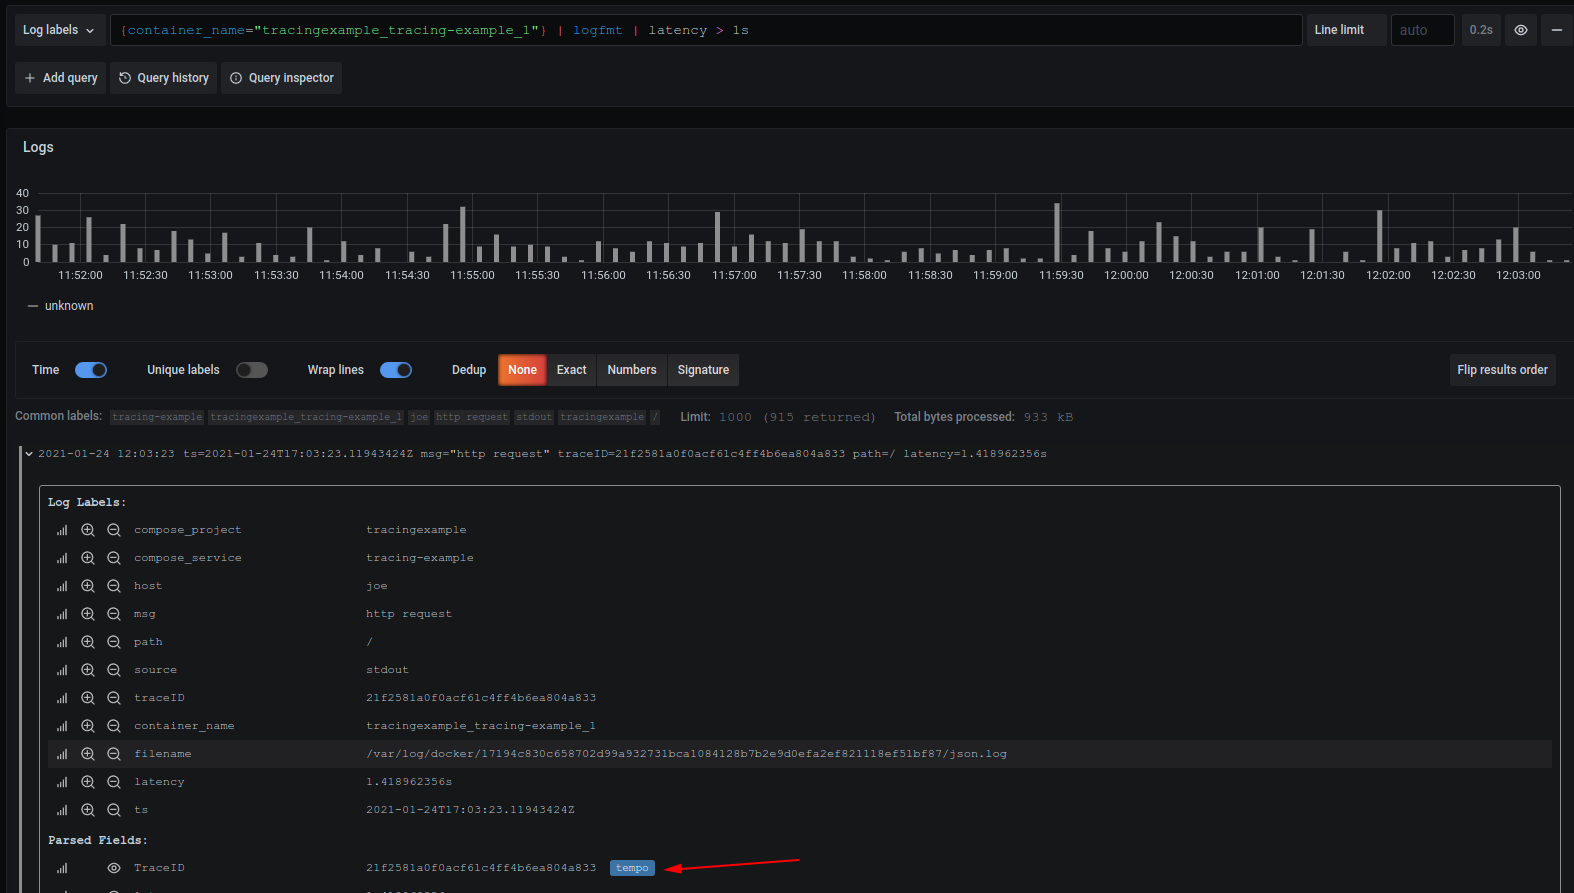 Log labels {container_name="tracingexample_tracing-example_1"} | logfmt | latency > 1s Line limit auto 0.2s
Add query Query history Query inspector
Logs
40
30
20
10
0
11:52:00 11:52:30 11:53:00 11:53:30 11:54:00 11:54:30 11:55:00 11:55:30 11:56:00 11:56:30 11:57:00 11:57:30 11:58:00 11:58:30 11:59:00 11:59:30 12:00:00 12:00:30 12:01:00 12:01:30 12:02:00 12:02:30 12:03:00
unknown
Time Unique labels Wrap lines Dedup None Exact Numbers Signature Flip results order
Common labels: tracing-example tracingexample_tracing-example_1 joe http request stdout tracingexample / Limit: 1000 (915 returned) Total bytes processed: 933 kB
2021-01-24 12:03:23 ts=2021-01-24T17:03:23.11943424Z msg="http request" traceID=21f2581a0f0acf61c4ff4b6ea804a833 path=/ latency=1.418962356s
Log Labels:
compose_project tracingexample
compose_service tracing-example
host joe
msg http request
path /
source stdout
traceID 21f2581a0f0acf61c4ff4b6ea804a833
container_name tracingexample_tracing-example_1
filename /var/log/docker/17194c830c658702d99a932731bca1084128b7b2e9d0efa2ef821118ef51bf87/json.log
latency 1.418962356s
ts 2021-01-24T17:03:23.11943424Z
Parsed Fields:
TraceID 21f2581a0f0acf61c4ff4b6ea804a833 tempo